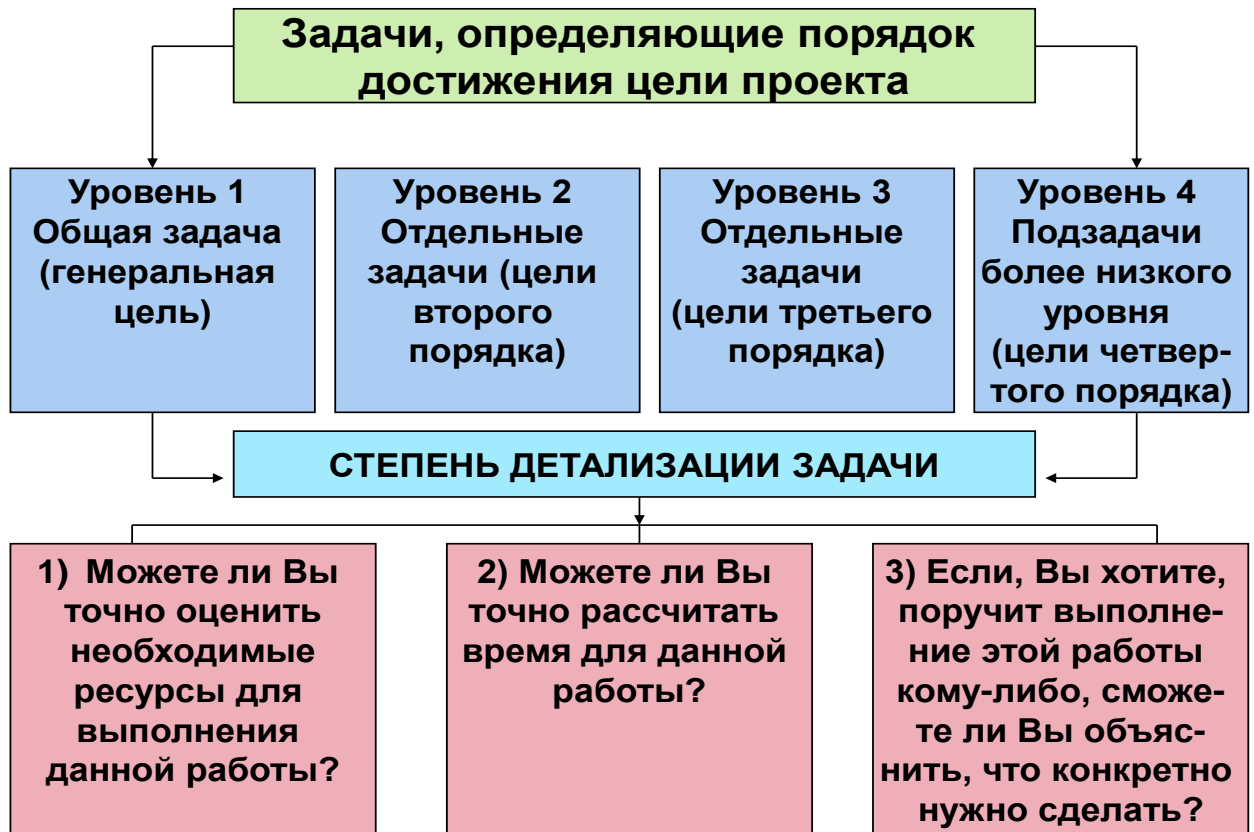 Задачи, определяющие порядок
достижения цели проекта
Уровень 1
Общая задача
(генеральная
цель)
Уровень 2
Отдельные
задачи (цели
второго
порядка)
Уровень 3
Отдельные
задачи
(цели третьего
порядка)
Уровень 4
Подзадачи
более низкого
уровня
(цели четвер-
того порядка)
СТЕПЕНЬ ДЕТАЛИЗАЦИИ ЗАДАЧИ
1) Можете ли Вы
точно оценить
необходимые
ресурсы для
выполнения
данной работы?
2) Можете ли Вы
точно рассчитать
время для данной
работы?
3) Если, Вы хотите,
поручит выполне-
ние этой работы
кому-либо, сможе-
те ли Вы объяс-
нить, что конкретно
нужно сделать?